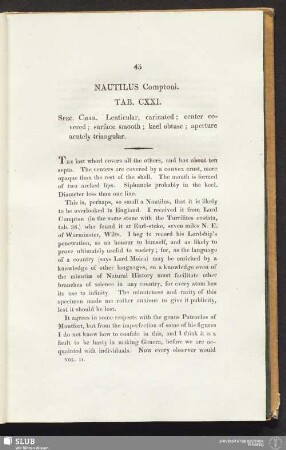 45
NAUTILUS Comptoni.
TAB. CXXI.
Spec. Char. Lenticular, carinated; center co-
vered; surface smooth; keel obtuse; aperture
acutely triangular.
The last whorl covers all the others, and has about ten
septa. The centers are covered by a convex crust, more
opaque than the rest of the shell. The mouth is formed
of two arched lips. Siphuncle probably in the keel.
Diameter less than one line.
This is, perhaps, so small a Nautilus, that it is likely
to be overlooked in England. I received it from Lord
Compton (in the same stone with the Turrilites costata,
tab. 36.) who found it at Earl-stoke, seven miles N. E.
of Warminster, Wilts. I beg to record his Lordship's
penetration, as an honour to himself, and as likely to
prove ultimately useful to society; for, as the language
of a country (says Lord Moira) may be enriched by a
knowledge of other languages, so a knowledge even of
the minutiæ of Natural History must facilitate other
branches of science in any country, for every atom has
its use to infinity. The minuteness and rarity of this
specimen made me rather anxious to give it publicity,
lest it should be lost.
It agrees in some respects with the genus Patrocles of
Montfort, but from the imperfection of some of his figures
I do not know how to confide in this, and I think it is a
fault to be hasty in making Genera, before we are ac-
quainted with individuals. Now every observer would
VOL. II.
SLUB
Wir führen Wissen.